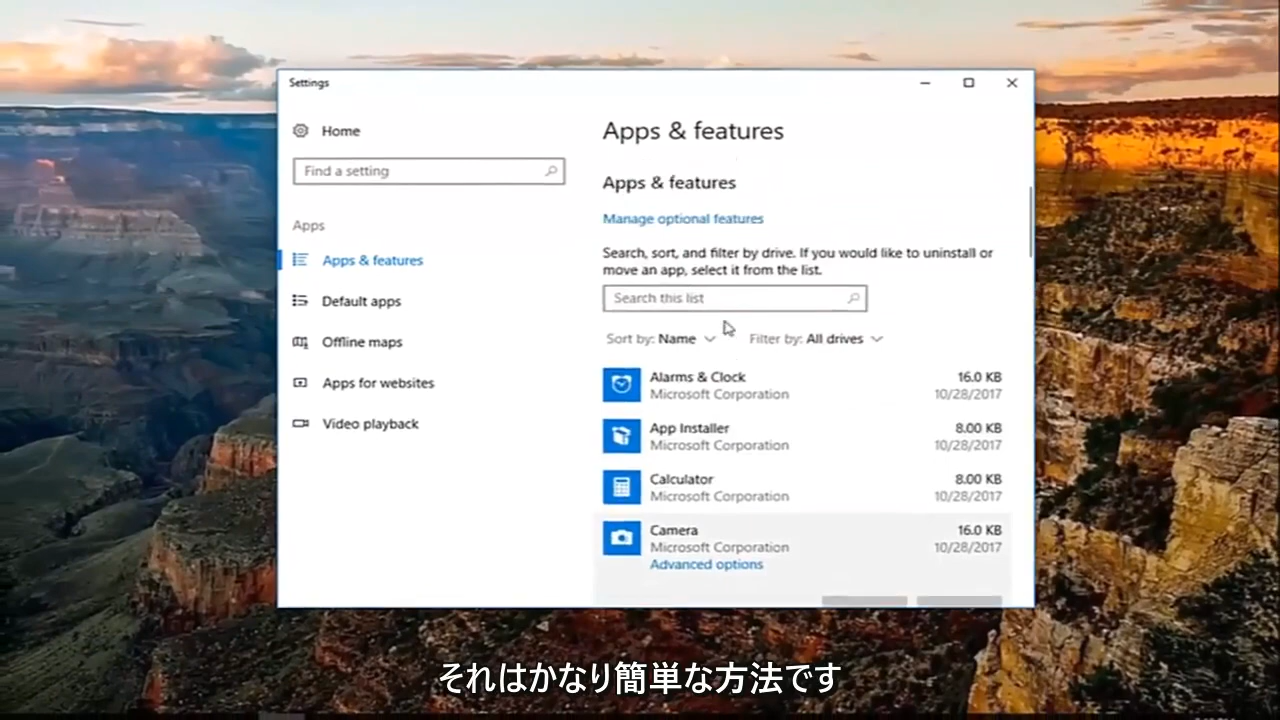 Settings
Home
Find a setting
Apps
Apps & features
Default apps
Offline maps
Apps for websites
Video playback
Apps & features
Apps & features
Manage optional features
Search, sort, and filter by drive. If you would like to uninstall or
move an app, select it from the list.
Search this list
Sort by: Name Filter by: All drives
Alarms & Clock 16.0 KB
Microsoft Corporation 10/28/2017
App Installer 8.00 KB
Microsoft Corporation 10/28/2017
Calculator 8.00 KB
Microsoft Corporation 10/28/2017
Camera 16.0 KB
Microsoft Corporation 10/28/2017
Advanced options
それはかなり簡単な方法です